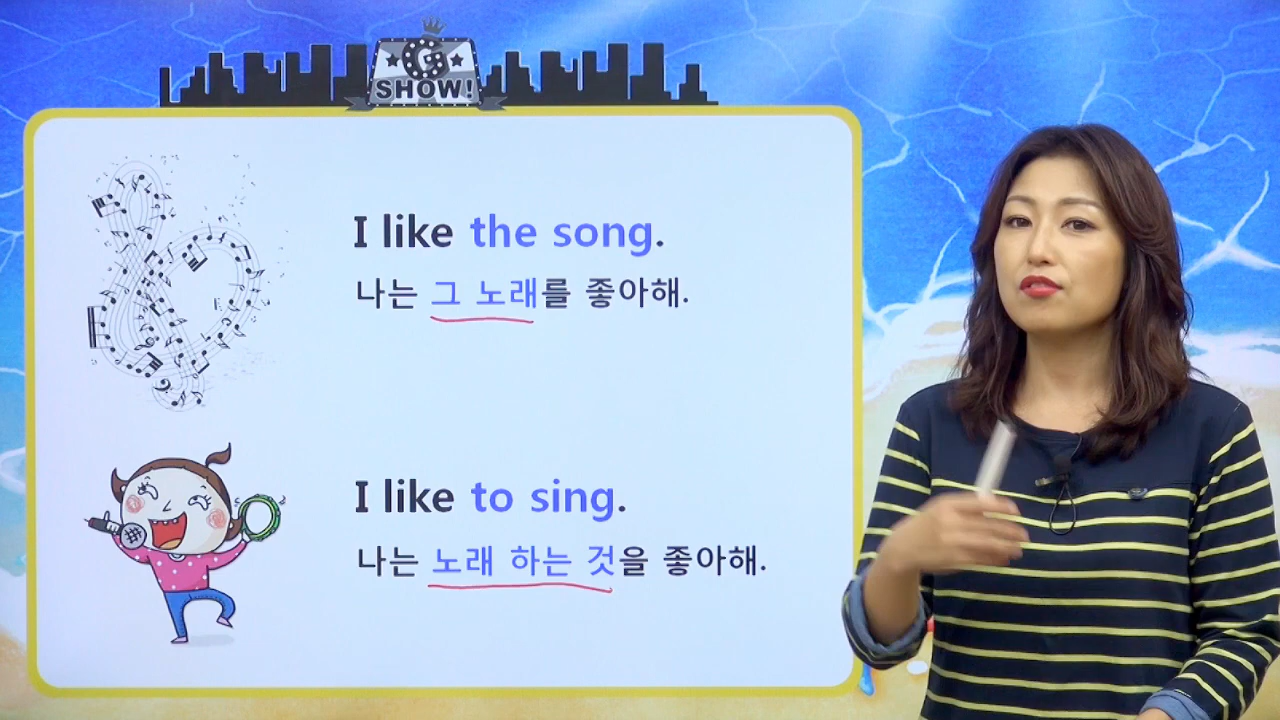 G
SHOW!
I like the song.
나는 그 노래를 좋아해.
I like to sing.
나는 노래 하는 것을 좋아해.